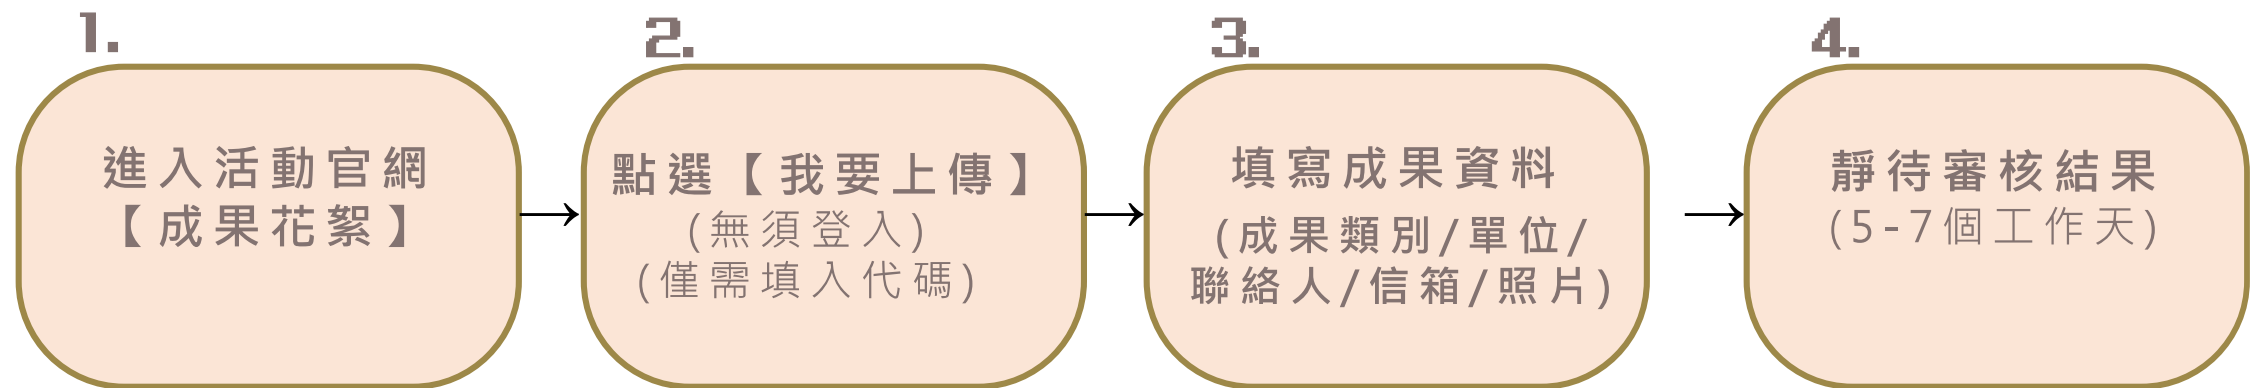 1.
進入活動官網
【成果花絮】
2.
點選【我要上傳】
(無須登入)
(僅需填入代碼)
3.
填寫成果資料
(成果類別/單位/
聯絡人/信箱/照片)
4.
靜待審核結果
(5-7個工作天)